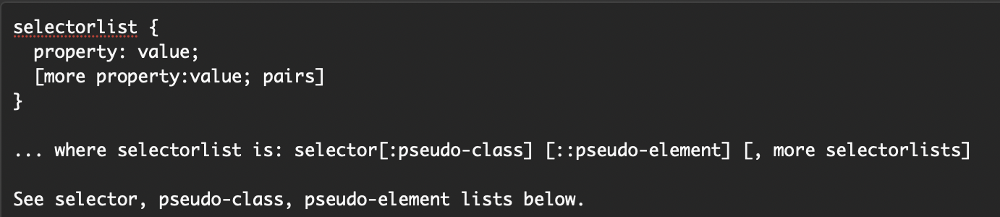 selectorlist {
property: value;
[more property:value; pairs]
}
... where selectorlist is: selector[:pseudo-class] [::pseudo-element] [, more selectorlists]
See selector, pseudo-class, pseudo-element lists below.